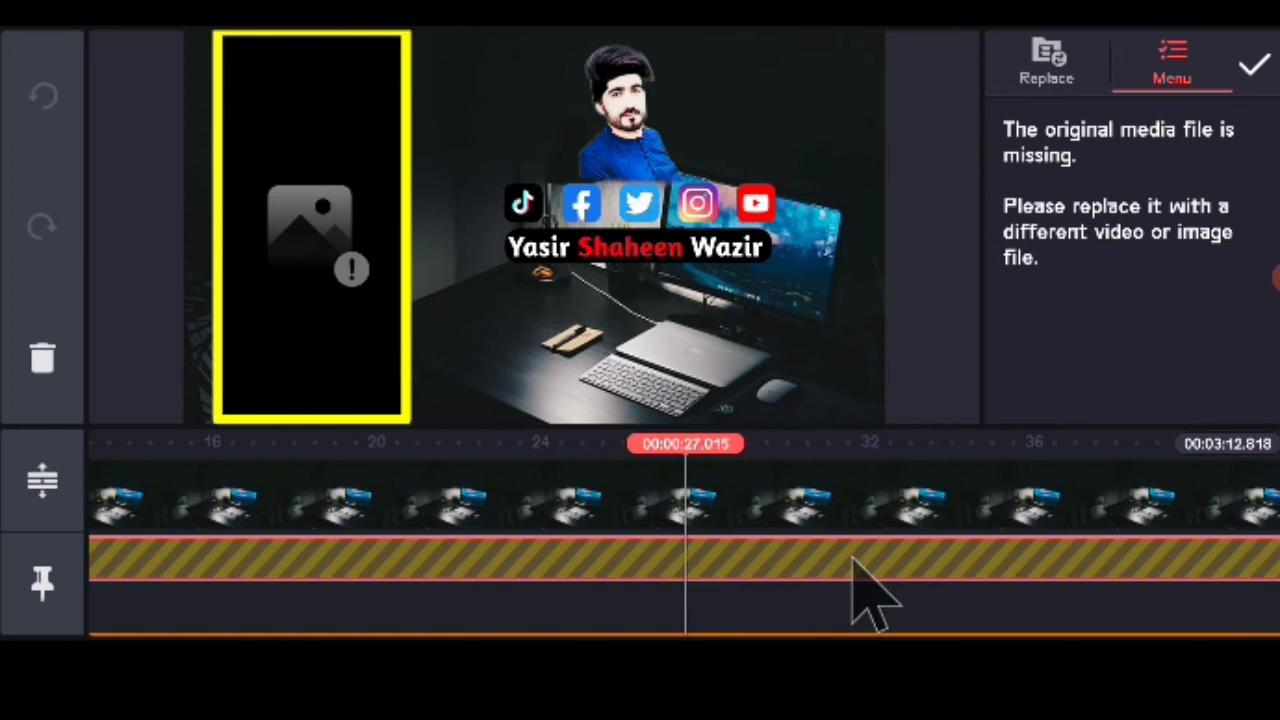 Replace
Menu
The original media file is
missing.
Please replace it with a
different video or image
file.
Yasir Shaheen Wazir
16
20
24
00:00:27.015
32
36
00:03:12.818